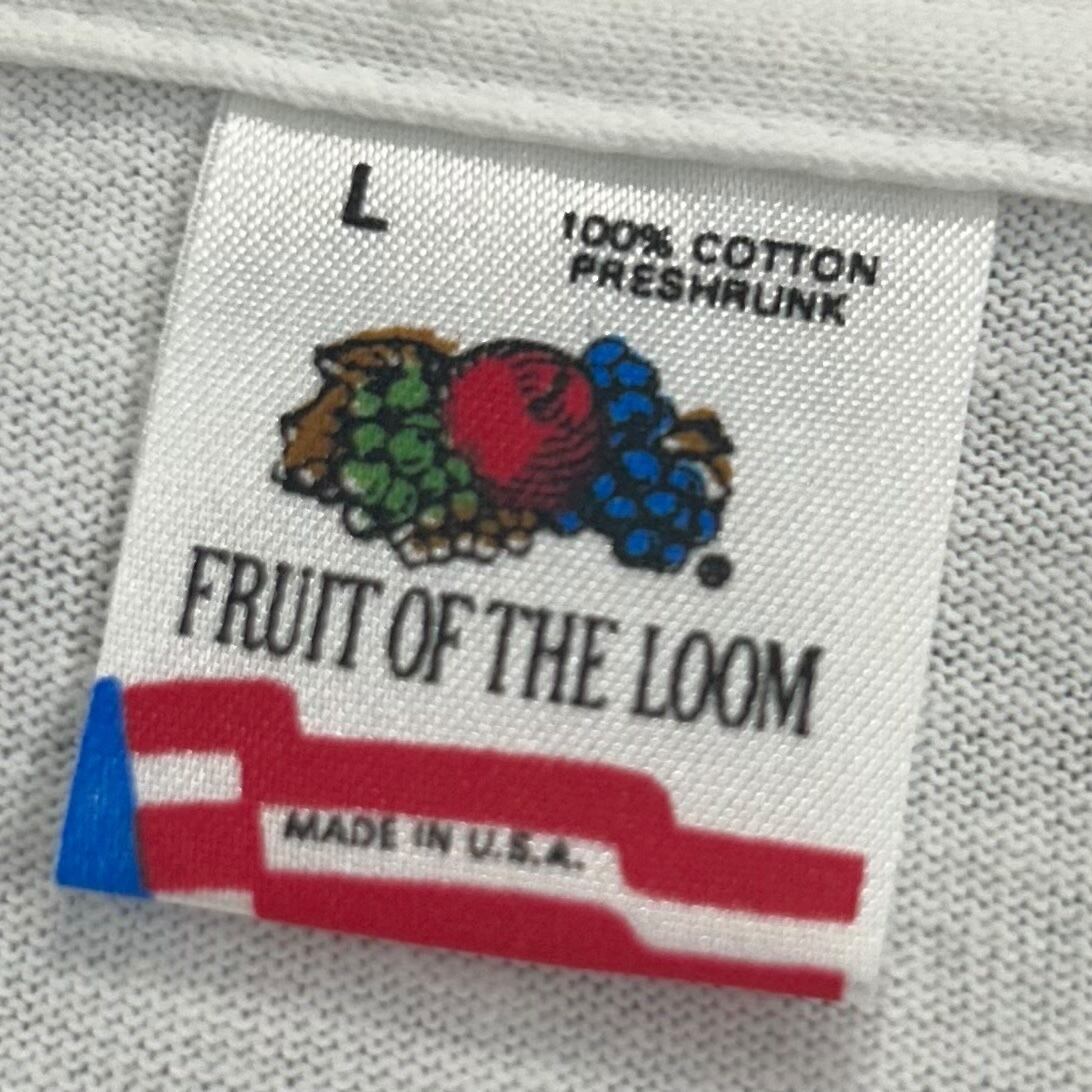 L
100% COTTON
PRESHRUNK
®
FRUIT OF THE LOOM
MADE IN U.S.A.